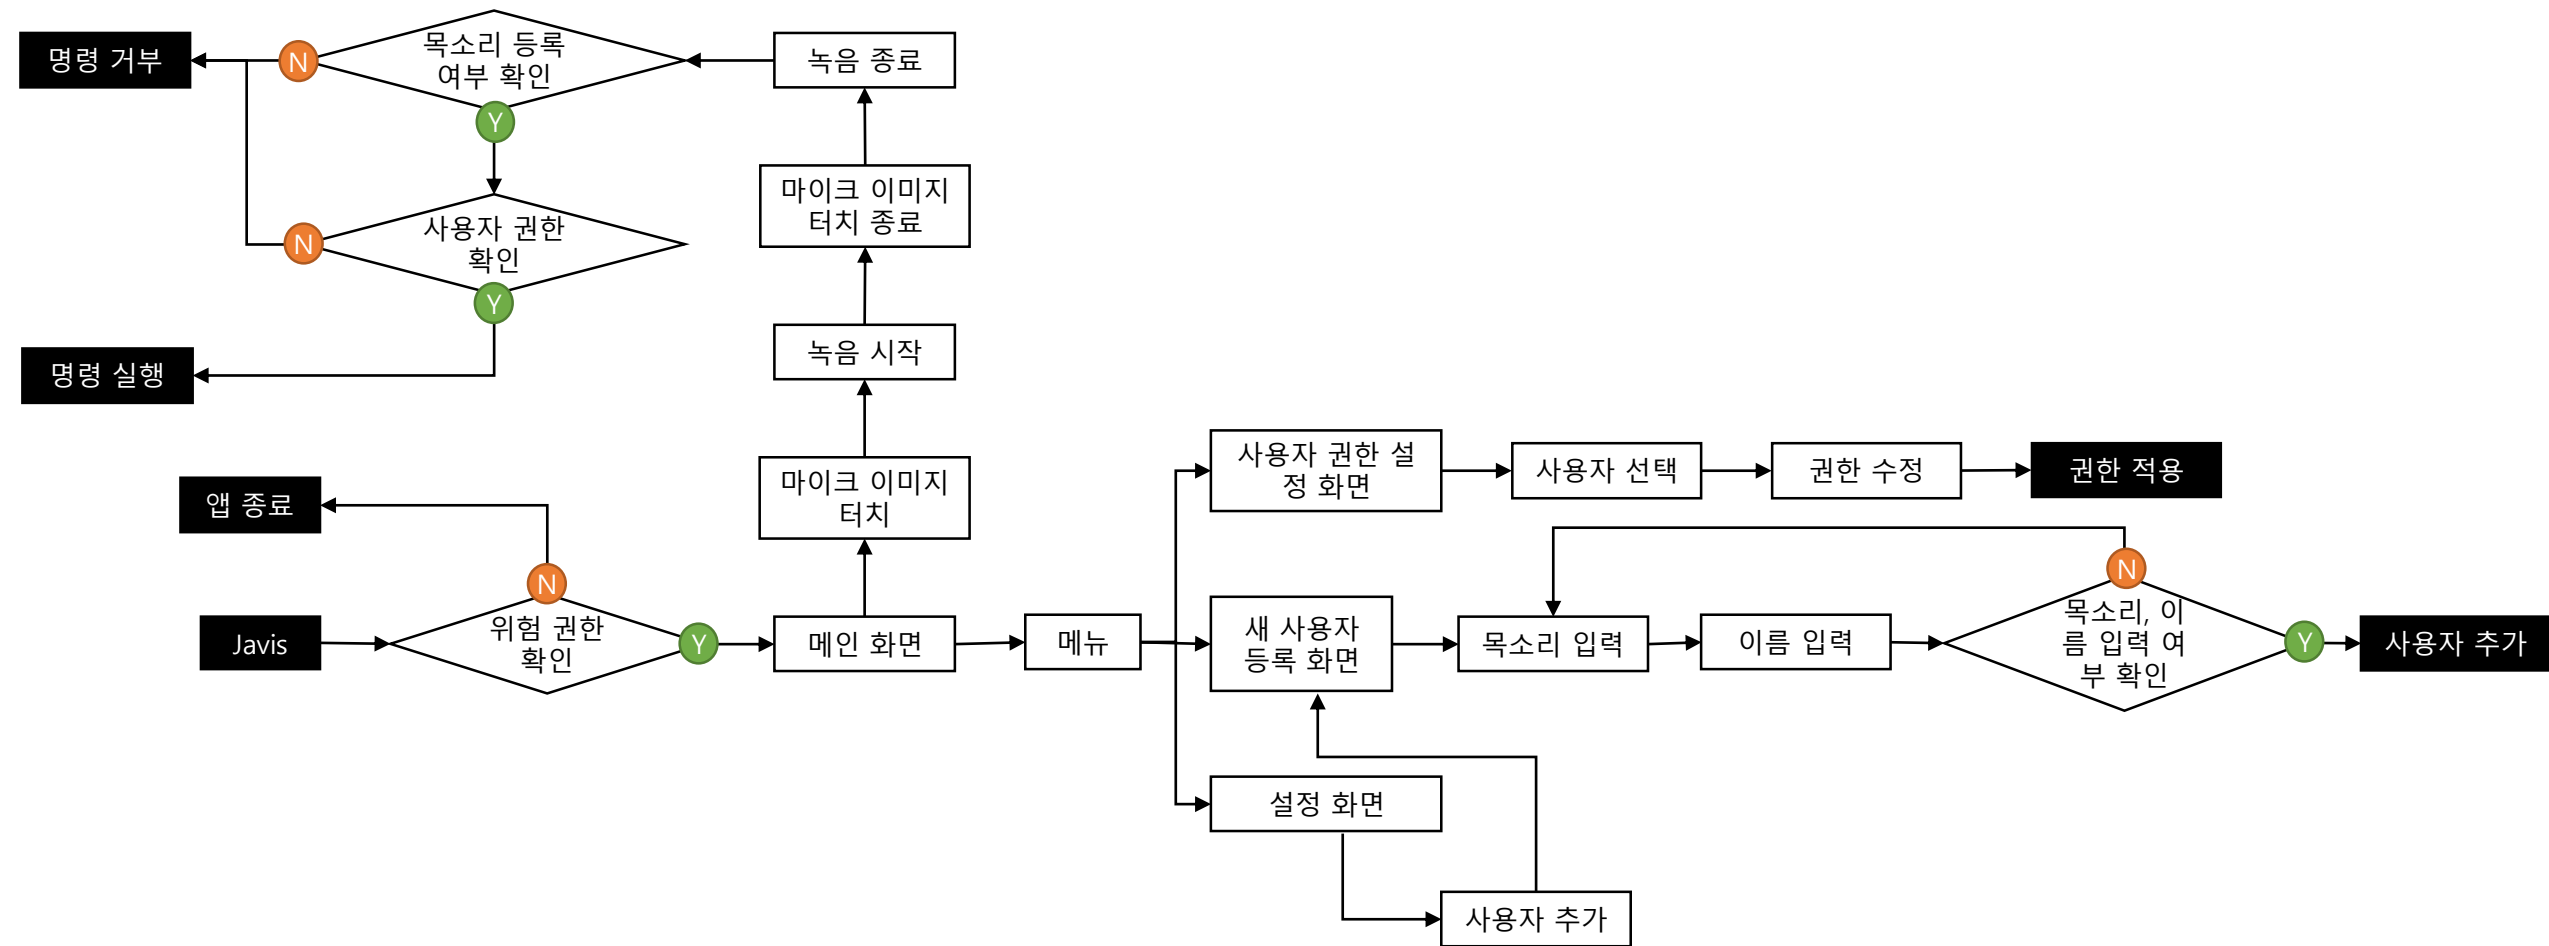 명령 거부
N
목소리 등록
여부 확인
Y
녹음 종료
마이크 이미지
터치 종료
N
사용자 권한
확인
Y
녹음 시작
명령 실행
마이크 이미지
터치
앱 종료
N
Javis
위험 권한
확인
Y
메인 화면
메뉴
사용자 권한 설
정 화면
사용자 선택
권한 수정
권한 적용
새 사용자
등록 화면
목소리 입력
이름 입력
N
목소리, 이
름 입력 여
부 확인
Y
사용자 추가
설정 화면
사용자 추가